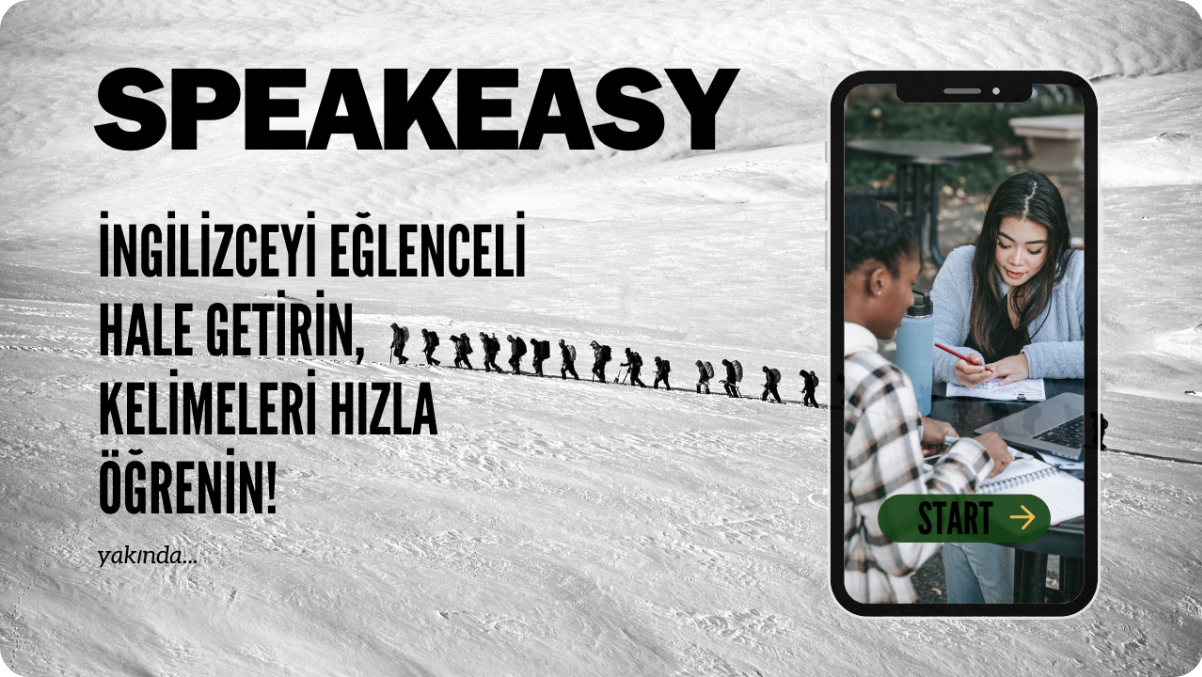 SPEAKEASY
İNGİLİZCEYİ EĞLENCELİ
HALE GETİRİN,
KELİMELERİ HIZLA
ÖĞRENİN!
yakında...
START